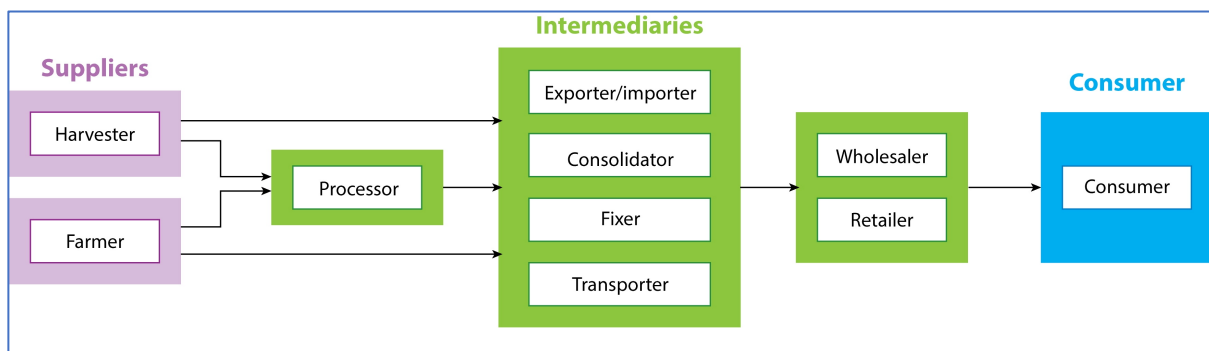 Intermediaries
Suppliers
Consumer
Harvester
Farmer
Processor
Exporter/importer
Consolidator
Fixer
Transporter
Wholesaler
Retailer
Consumer